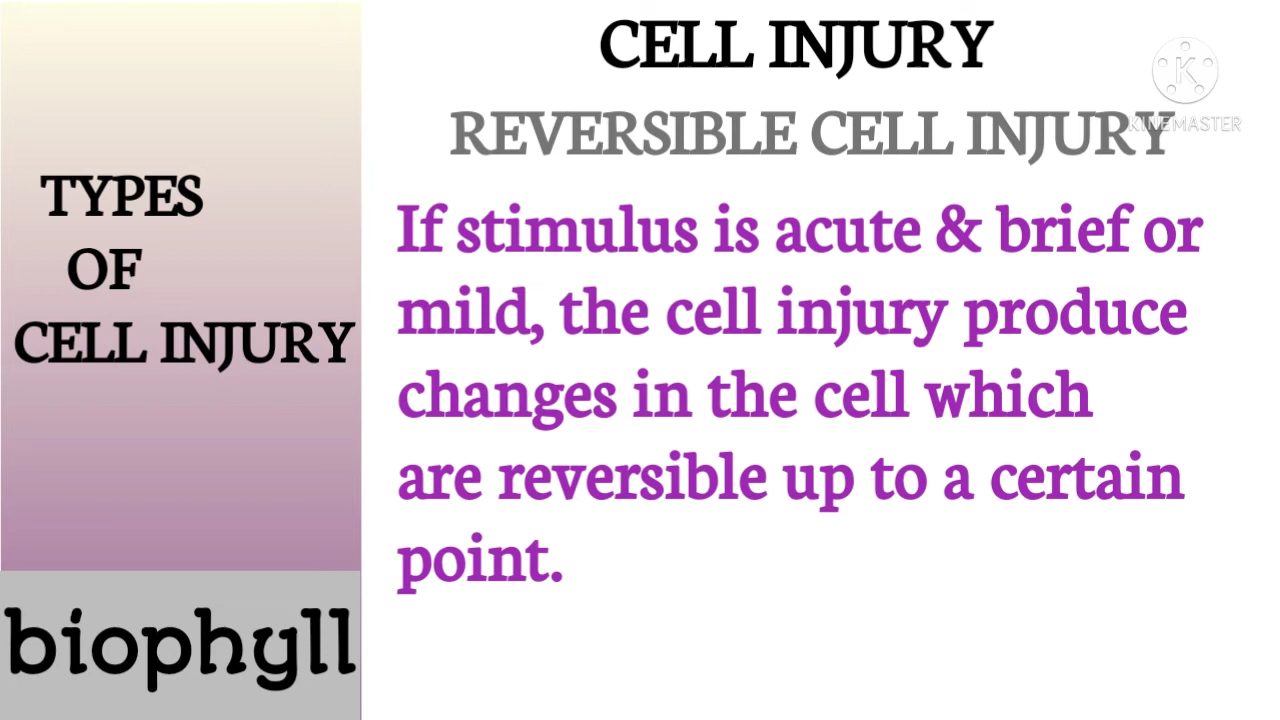 CELL INJURY
REVERSIBLE CELL INJURY
KINEMASTER
K
TYPES
OF
CELL INJURY
If stimulus is acute & brief or
mild, the cell injury produce
changes in the cell which
are reversible up to a certain
point.
biophyll